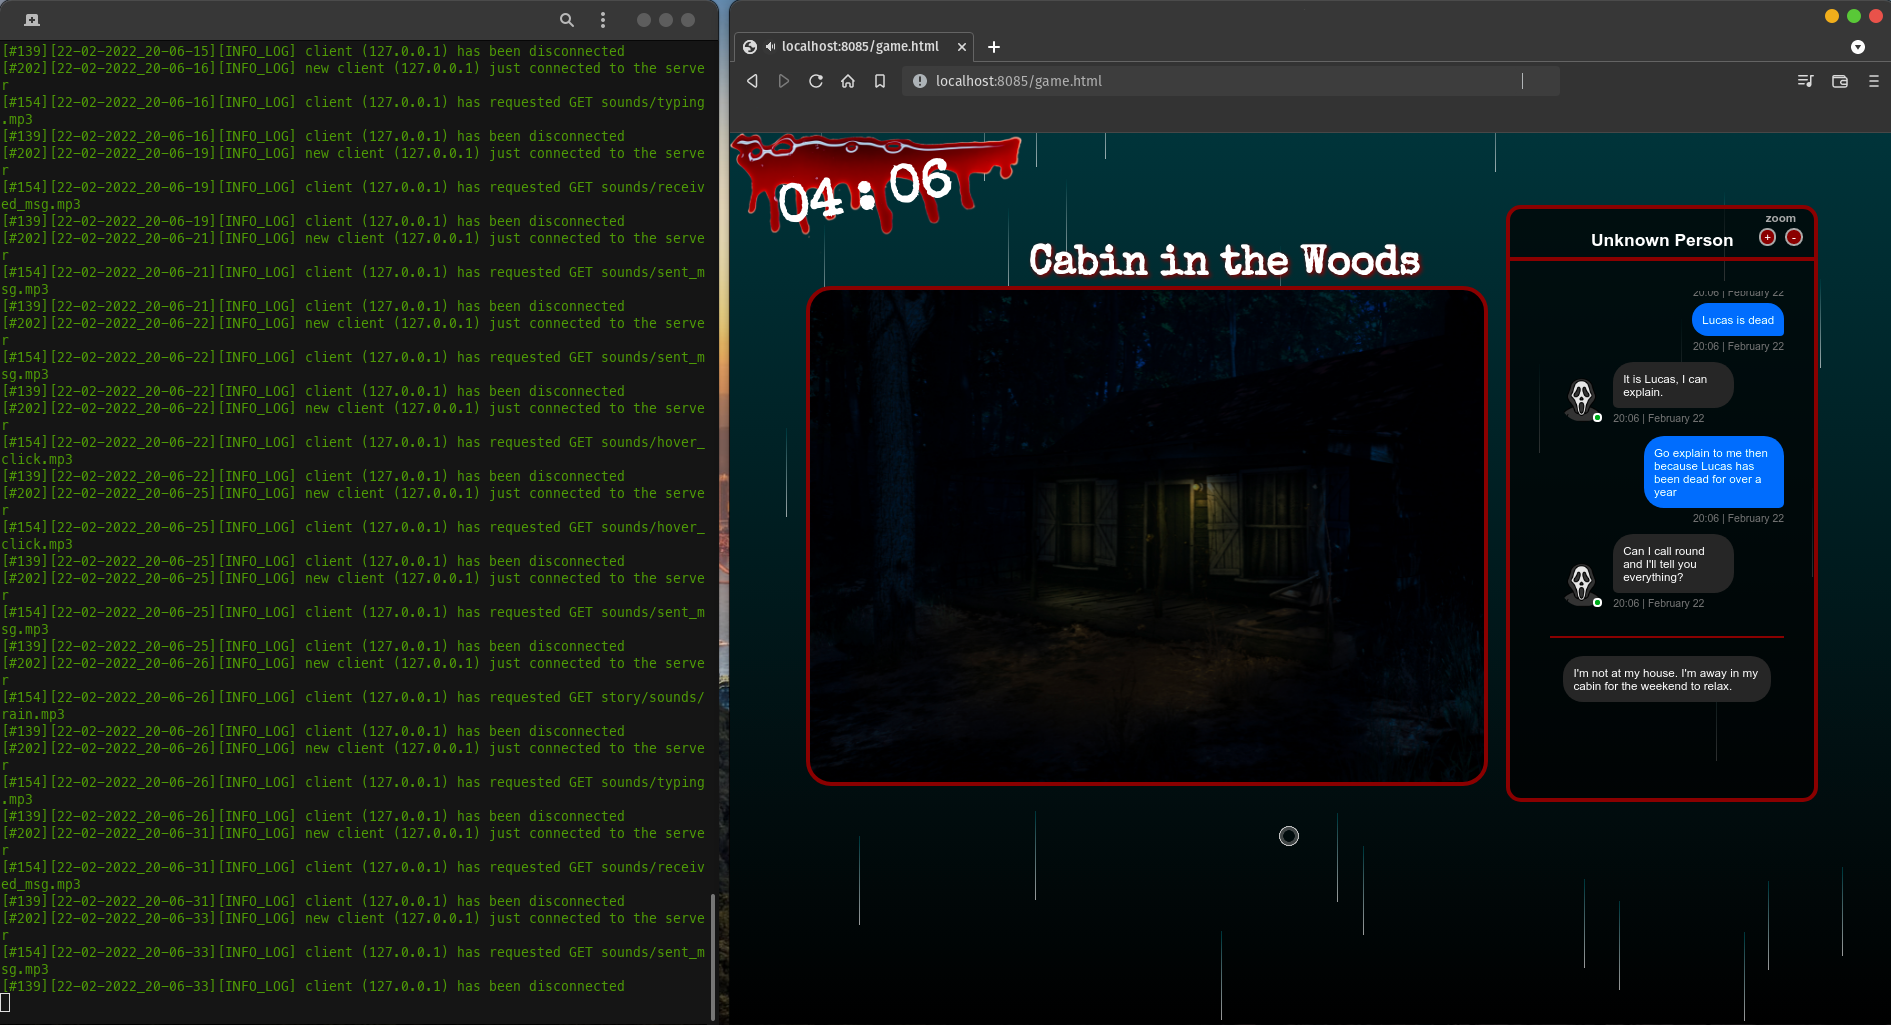 [#139][22-02-2022_20-06-15][INFO_LOG] client (127.0.0.1) has been disconnected
[#202][22-02-2022_20-06-16][INFO_LOG] new client (127.0.0.1) just connected to the serve
r
[#154][22-02-2022_20-06-16][INFO_LOG] client (127.0.0.1) has requested GET sounds/typing
.mp3
[#139][22-02-2022_20-06-16][INFO_LOG] client (127.0.0.1) has been disconnected
[#202][22-02-2022_20-06-19][INFO_LOG] new client (127.0.0.1) just connected to the serve
r
[#154][22-02-2022_20-06-19][INFO_LOG] client (127.0.0.1) has requested GET sounds/receiv
ed_msg.mp3
[#139][22-02-2022_20-06-19][INFO_LOG] client (127.0.0.1) has been disconnected
[#202][22-02-2022_20-06-21][INFO_LOG] new client (127.0.0.1) just connected to the serve
r
[#154][22-02-2022_20-06-21][INFO_LOG] client (127.0.0.1) has requested GET sounds/sent_m
sg.mp3
[#139][22-02-2022_20-06-21][INFO_LOG] client (127.0.0.1) has been disconnected
[#202][22-02-2022_20-06-22][INFO_LOG] new client (127.0.0.1) just connected to the serve
r
[#154][22-02-2022_20-06-22][INFO_LOG] client (127.0.0.1) has requested GET sounds/sent_m
sg.mp3
[#139][22-02-2022_20-06-22][INFO_LOG] client (127.0.0.1) has been disconnected
[#202][22-02-2022_20-06-22][INFO_LOG] new client (127.0.0.1) just connected to the serve
r
[#154][22-02-2022_20-06-22][INFO_LOG] client (127.0.0.1) has requested GET sounds/hover_
click.mp3
[#139][22-02-2022_20-06-22][INFO_LOG] client (127.0.0.1) has been disconnected
[#202][22-02-2022_20-06-25][INFO_LOG] new client (127.0.0.1) just connected to the serve
r
[#154][22-02-2022_20-06-25][INFO_LOG] client (127.0.0.1) has requested GET sounds/hover_
click.mp3
[#139][22-02-2022_20-06-25][INFO_LOG] client (127.0.0.1) has been disconnected
[#202][22-02-2022_20-06-25][INFO_LOG] new client (127.0.0.1) just connected to the serve
r
[#154][22-02-2022_20-06-25][INFO_LOG] client (127.0.0.1) has requested GET sounds/sent_m
sg.mp3
[#139][22-02-2022_20-06-25][INFO_LOG] client (127.0.0.1) has been disconnected
[#202][22-02-2022_20-06-26][INFO_LOG] new client (127.0.0.1) just connected to the serve
r
[#154][22-02-2022_20-06-26][INFO_LOG] client (127.0.0.1) has requested GET story/sounds/
rain.mp3
[#139][22-02-2022_20-06-26][INFO_LOG] client (127.0.0.1) has been disconnected
[#202][22-02-2022_20-06-26][INFO_LOG] new client (127.0.0.1) just connected to the serve
r
[#154][22-02-2022_20-06-26][INFO_LOG] client (127.0.0.1) has requested GET sounds/typing
.mp3
[#139][22-02-2022_20-06-26][INFO_LOG] client (127.0.0.1) has been disconnected
[#202][22-02-2022_20-06-31][INFO_LOG] new client (127.0.0.1) just connected to the serve
r
[#154][22-02-2022_20-06-31][INFO_LOG] client (127.0.0.1) has requested GET sounds/receiv
ed_msg.mp3
[#139][22-02-2022_20-06-31][INFO_LOG] client (127.0.0.1) has been disconnected
[#202][22-02-2022_20-06-33][INFO_LOG] new client (127.0.0.1) just connected to the serve
r
[#154][22-02-2022_20-06-33][INFO_LOG] client (127.0.0.1) has requested GET sounds/sent_m
sg.mp3
[#139][22-02-2022_20-06-33][INFO_LOG] client (127.0.0.1) has been disconnected
localhost:8085/game.html
localhost:8085/game.html
04:06
Cabin in the Woods
zoom
Unknown Person
+ -
20:06 | February 22
Lucas is dead
20:06 | February 22
It is Lucas, I can
explain.
20:06 | February 22
Go explain to me then
because Lucas has
been dead for over a
year
20:06 | February 22
Can I call round
and I'll tell you
everything?
20:06 | February 22
I'm not at my house. I'm away in my
cabin for the weekend to relax.